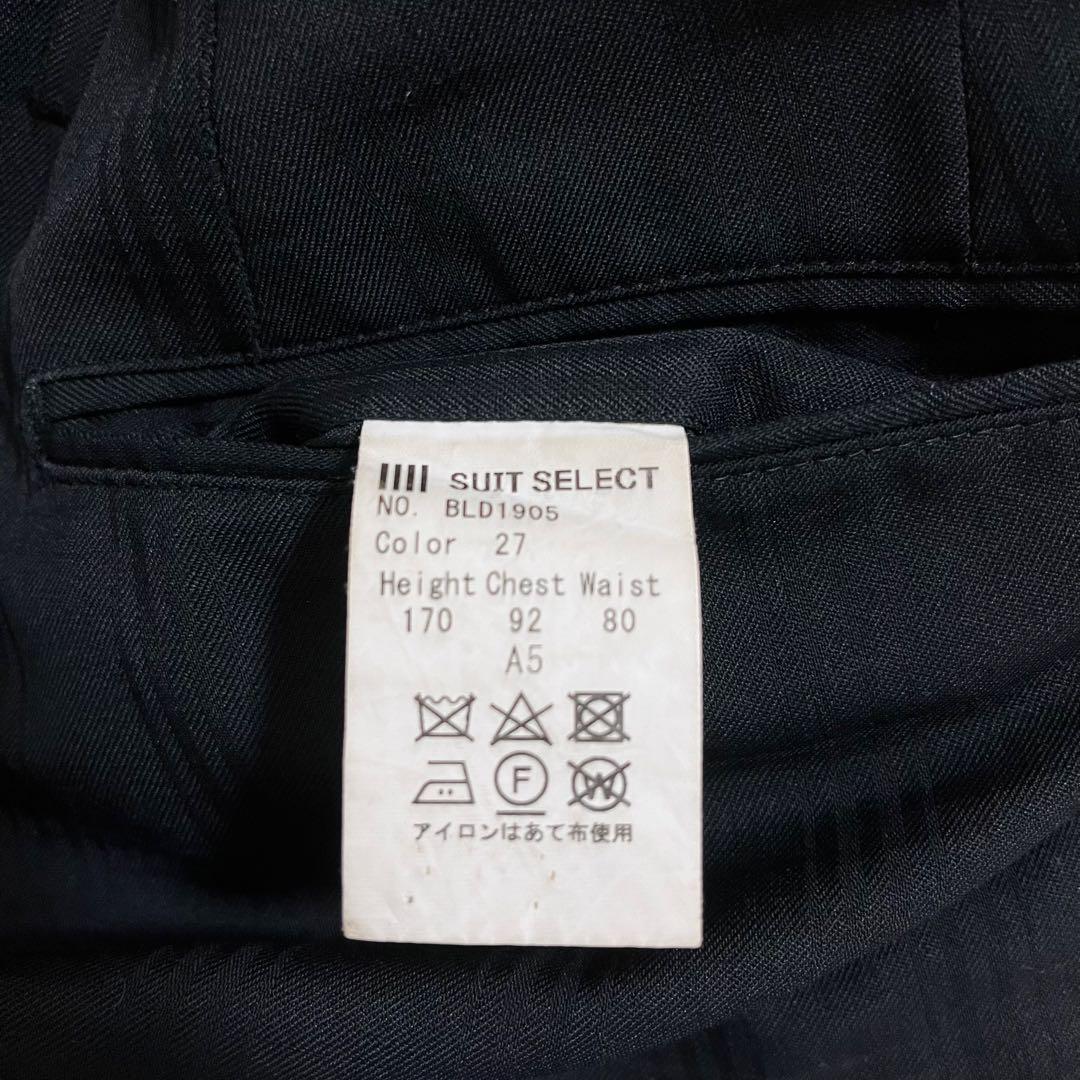 SUIT SELECT
NO. BLD1905
Color 27
Height Chest Waist
170 92 80
A5
F W
アイロンはあて布使用